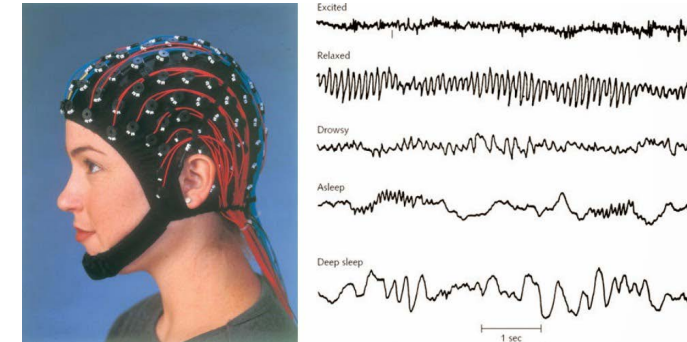 Excited
Relaxed
Drowsy
Asleep
Deep sleep
1 sec